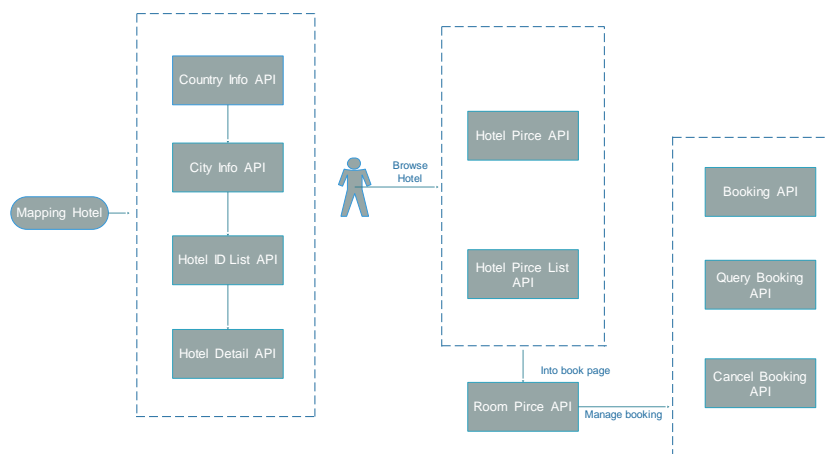 Mapping Hotel
Country Info API
City Info API
Hotel ID List API
Hotel Detail API
Browse
Hotel
Hotel Pirce API
Hotel Pirce List
API
Into book page
Room Pirce API
Manage booking
Booking API
Query Booking
API
Cancel Booking
API